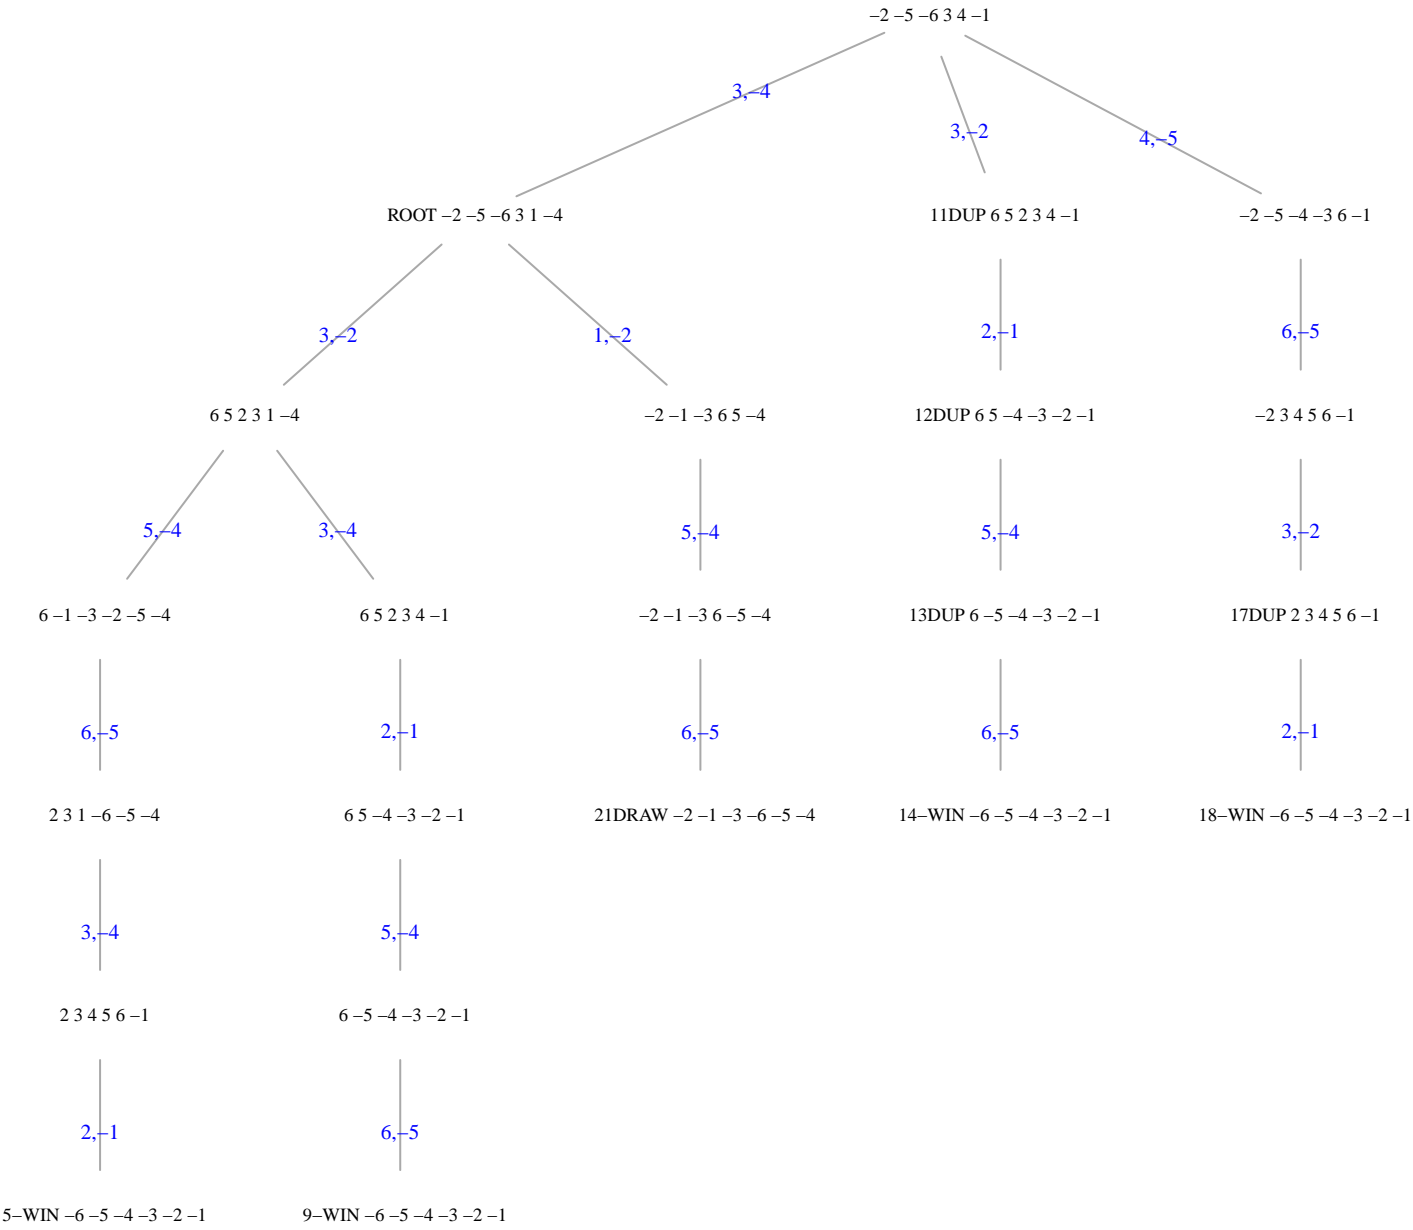 –2 –5 –6 3 4 –1
3,–4
3,–2
4,–5
ROOT –2 –5 –6 3 1 –4
11DUP 6 5 2 3 4 –1
–2 –5 –4 –3 6 –1
3,–2
1,–2
2,–1
6,–5
6 5 2 3 1 –4
–2 –1 –3 6 5 –4
12DUP 6 5 –4 –3 –2 –1
–2 3 4 5 6 –1
5,–4
3,–4
5,–4
5,–4
3,–2
6 –1 –3 –2 –5 –4
6 5 2 3 4 –1
–2 –1 –3 6 –5 –4
13DUP 6 –5 –4 –3 –2 –1
17DUP 2 3 4 5 6 –1
6,–5
2,–1
6,–5
6,–5
2,–1
2 3 1 –6 –5 –4
6 5 –4 –3 –2 –1
21DRAW –2 –1 –3 –6 –5 –4
14–WIN –6 –5 –4 –3 –2 –1
18–WIN –6 –5 –4 –3 –2 –1
3,–4
5,–4
2 3 4 5 6 –1
6 –5 –4 –3 –2 –1
2,–1
6,–5
5–WIN –6 –5 –4 –3 –2 –1
9–WIN –6 –5 –4 –3 –2 –1